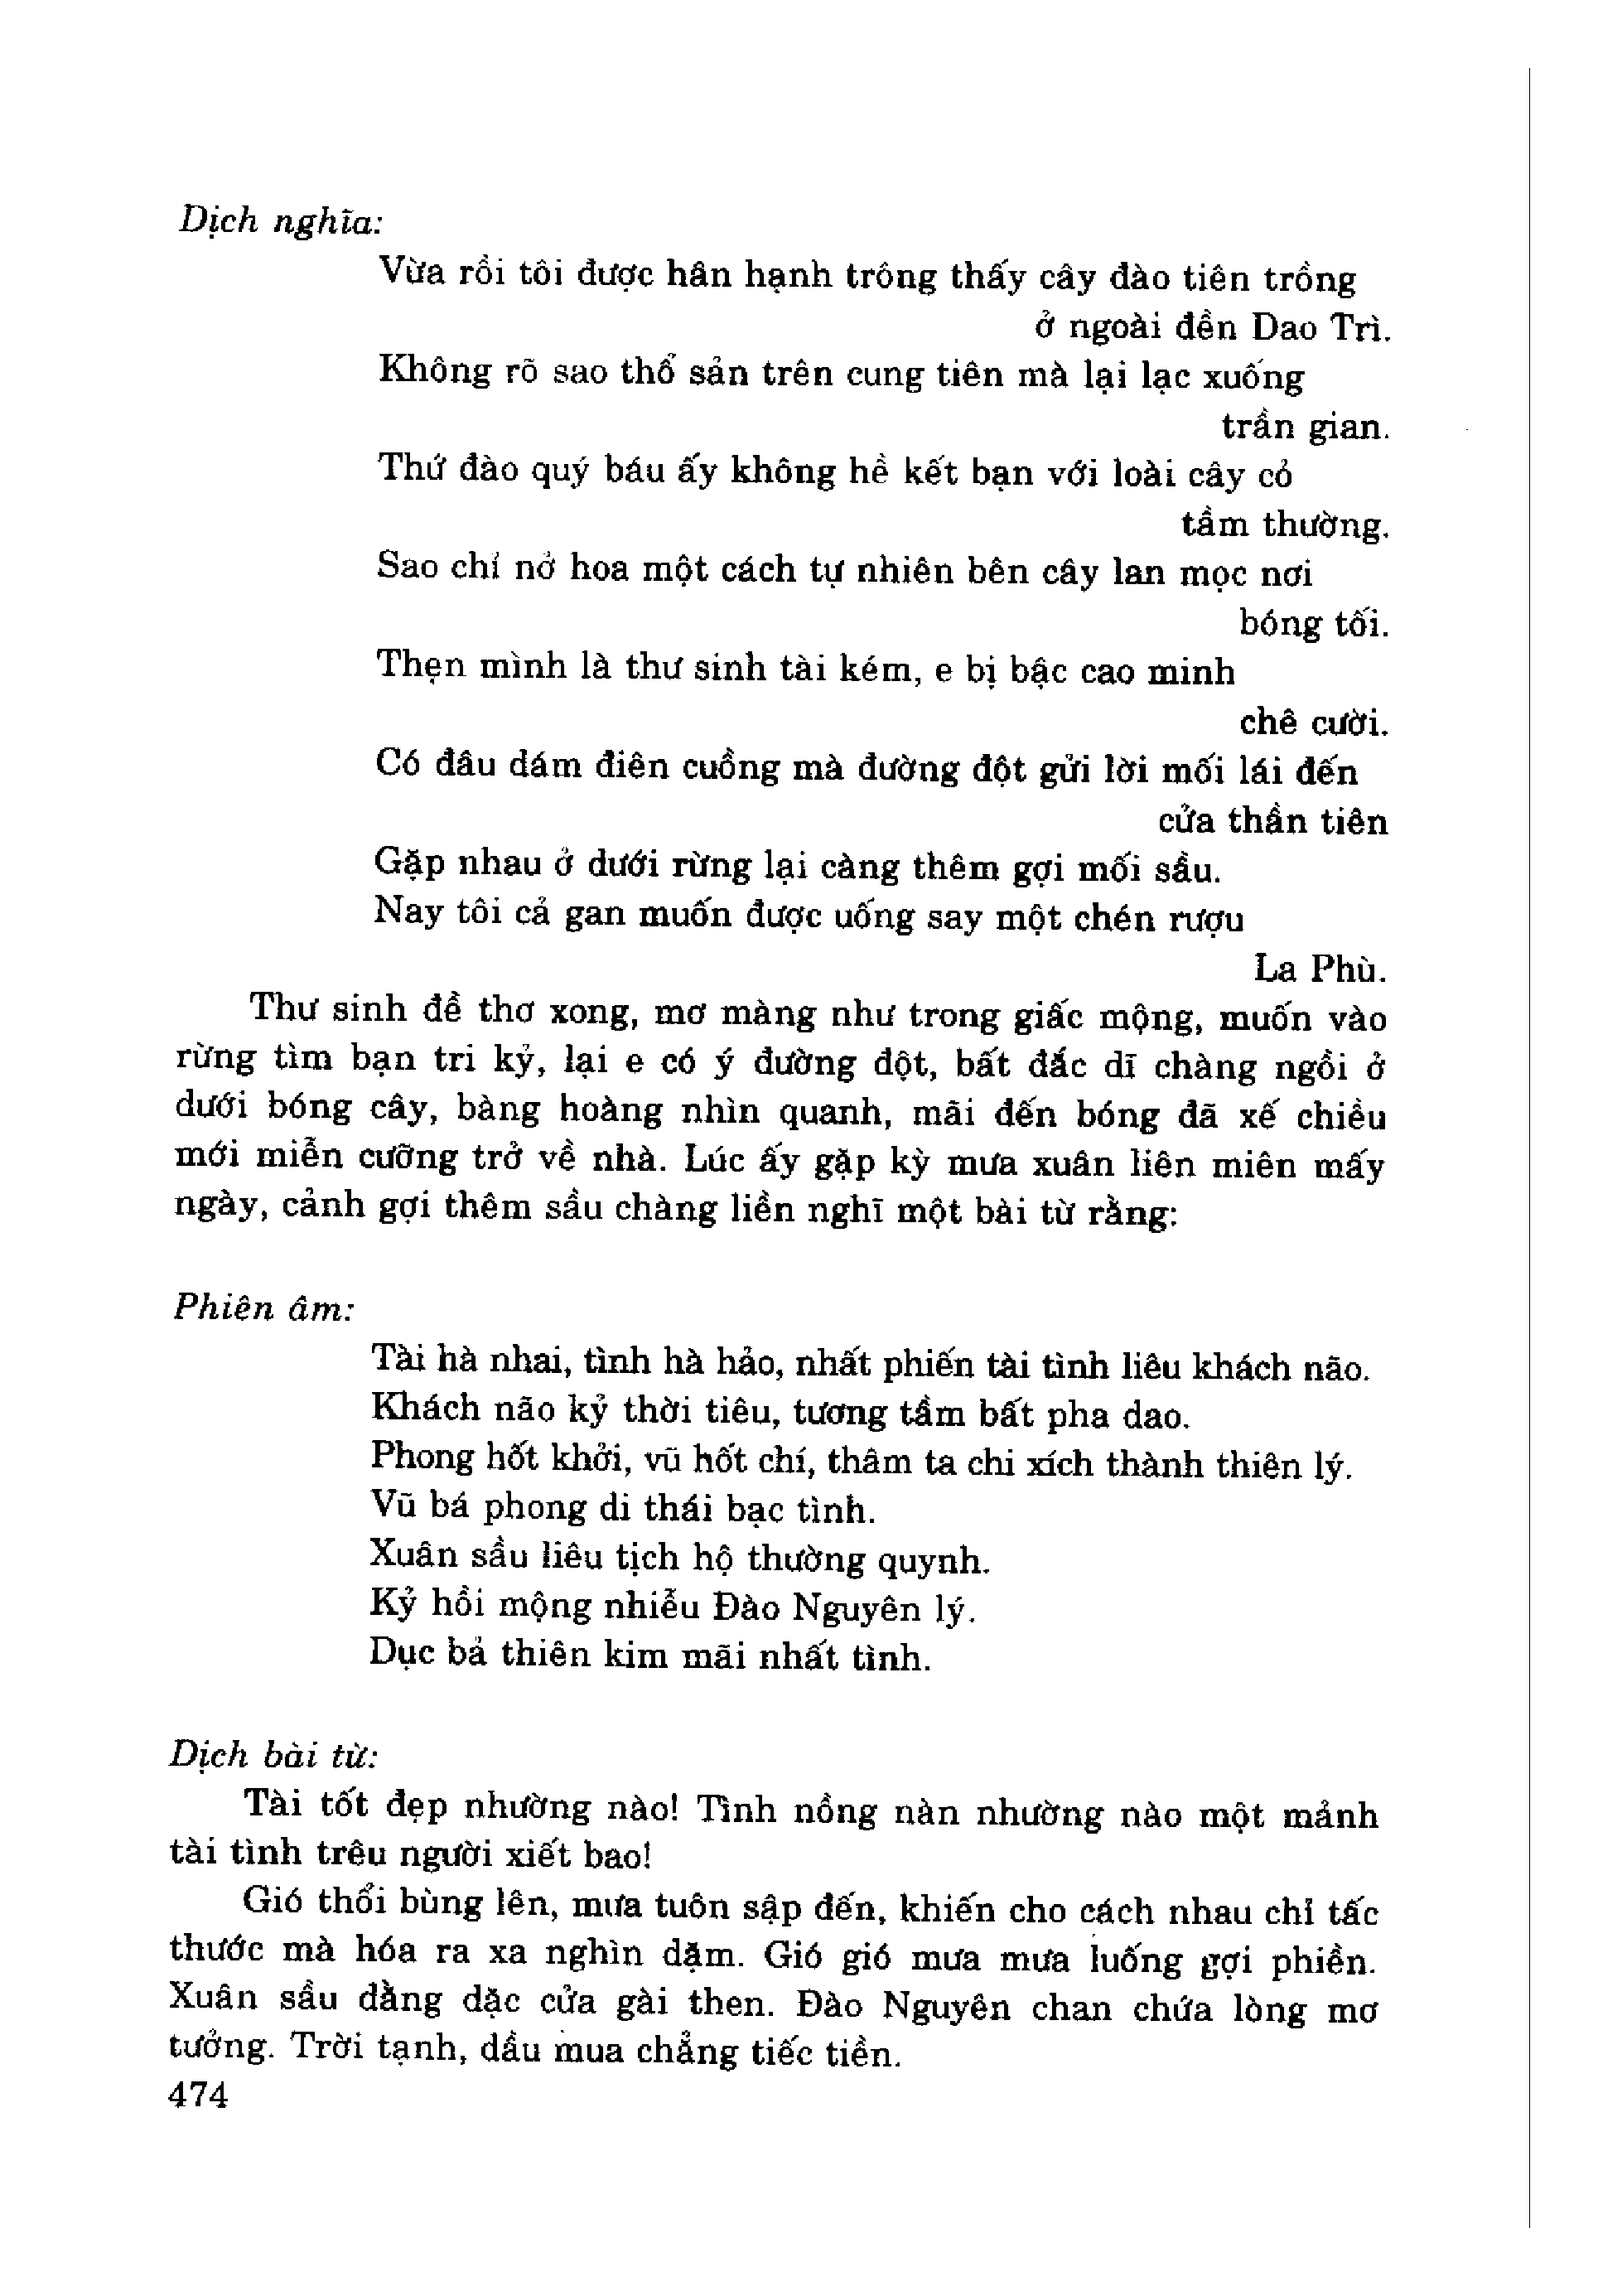 Dịch nghĩa:
Vừa rồi tôi được hân hạnh trông thấy cây đào tiên trồng
ở ngoài đền Dao Trì.
Không rõ sao thổ sản trên cung tiên mà lại lạc xuống
trần gian.
Thứ đào quý báu ấy không hề kết bạn với loài cây cỏ
tầm thường.
Sao chỉ nở hoa một cách tự nhiên bên cây lan mọc nơi
bóng tối.
Thẹn mình là thư sinh tài kém, e bị bậc cao minh
chê cười.
Có đâu dám điên cuồng mà đường đột gửi lời mối lái đến
cửa thần tiên
Gặp nhau ở dưới rừng lại càng thêm gợi mối sầu.
Nay tôi cả gan muốn được uống say một chén rượu
La Phù.
Thư sinh đề thơ xong, mơ màng như trong giấc mộng, muốn vào
rừng tìm bạn tri kỷ, lại e có ý đường đột, bất đắc dĩ chàng ngồi ở
dưới bóng cây, bàng hoàng nhìn quanh, mãi đến bóng đã xế chiều
mới miễn cưỡng trở về nhà. Lúc ấy gặp kỳ mưa xuân liên miên mấy
ngày, cảnh gợi thêm sầu chàng liền nghĩ một bài từ rằng:
Phiên âm:
Tài hà nhai, tình hà hảo, nhất phiến tài tình liêu khách não.
Khách não kỷ thời tiêu, tương tầm bất pha dao.
Phong hốt khởi, vũ hốt chí, thâm ta chi xích thành thiên lý.
Vũ bá phong di thái bạc tình.
Xuân sầu liêu tịch hộ thường quynh.
Kỷ hồi mộng nhiễu Đào Nguyên lý.
Dục bả thiên kim mãi nhất tình.
Dịch bài từ:
Tài tốt đẹp nhường nào! Tình nồng nàn nhường nào một mảnh
tài tình trêu người xiết bao!
Gió thổi bùng lên, mưa tuôn sập đến, khiến cho cách nhau chỉ tấc
thước mà hóa ra xa nghìn dặm. Gió gió mưa mưa luống gợi phiền.
Xuân sầu đằng dặc cửa gài then. Đào Nguyên chan chứa lòng mơ
tưởng. Trời tạnh, dầu mua chẳng tiếc tiền.
474